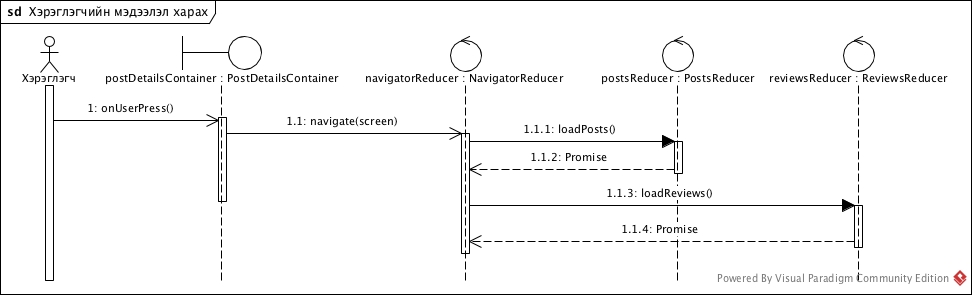 sd Хэрэглэгчийн мэдээлэл харах
Хэрэглэгч
postDetailsContainer : PostDetailsContainer
navigatorReducer : NavigatorReducer
postsReducer : PostsReducer
reviewsReducer : ReviewsReducer
1: onUserPress()
1.1: navigate(screen)
1.1.1: loadPosts()
1.1.2: Promise
1.1.3: loadReviews()
1.1.4: Promise
Powered By Visual Paradigm Community Edition